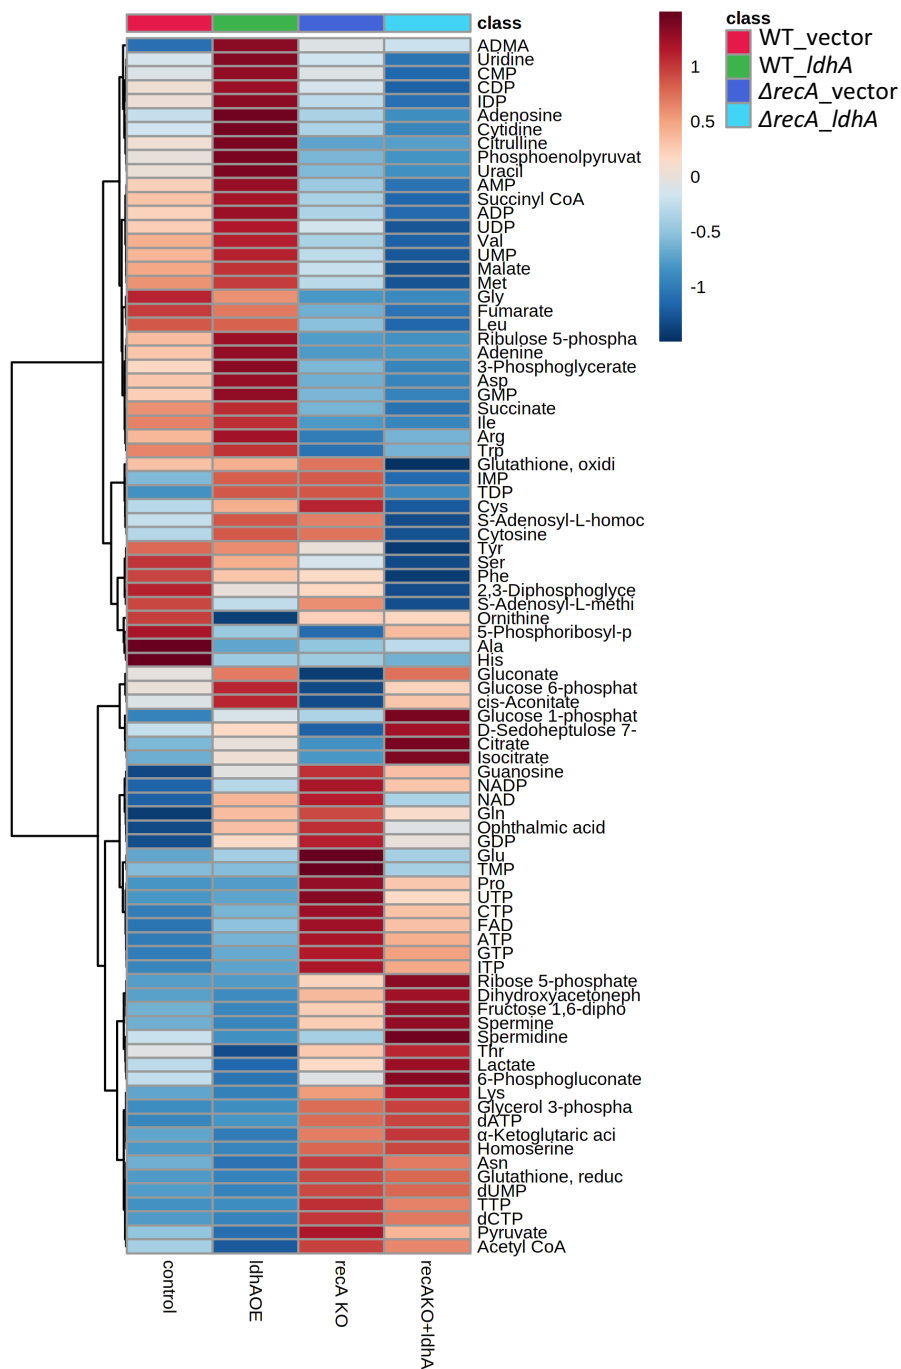 class
ADMA
Uridine
CMP
CDP
IDP
Adenosine
Cytidine
Citrulline
Phosphoenolpyruvat
Uracil
AMP
Succinyl CoA
ADP
UDP
Val
UMP
Malate
Met
Gly
Fumarate
Leu
Ribulose 5-phospha
Adenine
3-Phosphoglycerate
Asp
GMP
Succinate
Ile
Arg
Trp
Glutathione, oxidi
IMP
TDP
Cys
S-Adenosyl-L-homoc
Cytosine
Tyr
Ser
Phe
2,3-Diphosphoglyce
S-Adenosyl-L-methi
Ornithine
5-Phosphoribosyl-p
Ala
His
Gluconate
Glucose 6-phosphat
cis-Aconitate
Glucose 1-phosphat
D-Sedoheptulose 7-
Citrate
Isocitrate
Guanosine
NADP
NAD
Gln
Ophthalmic acid
GDP
Glu
TMP
Pro
UTP
CTP
FAD
ATP
GTP
ITP
Ribose 5-phosphate
Dihydroxyacetoneph
Fructose 1,6-dipho
Spermine
Spermidine
Thr
Lactate
6-Phosphogluconate
Lys
Glycerol 3-phospha
dATP
α-Ketoglutaric aci
Homoserine
Asn
Glutathione, reduc
dUMP
TTP
dCTP
Pyruvate
Acetyl CoA
control
ldhAOE
recA KO
recAKO+ldhA
1
0.5
0
-0.5
-1
class
WT_vector
WT_ldhA
ΔrecA_vector
ΔrecA_ldhA